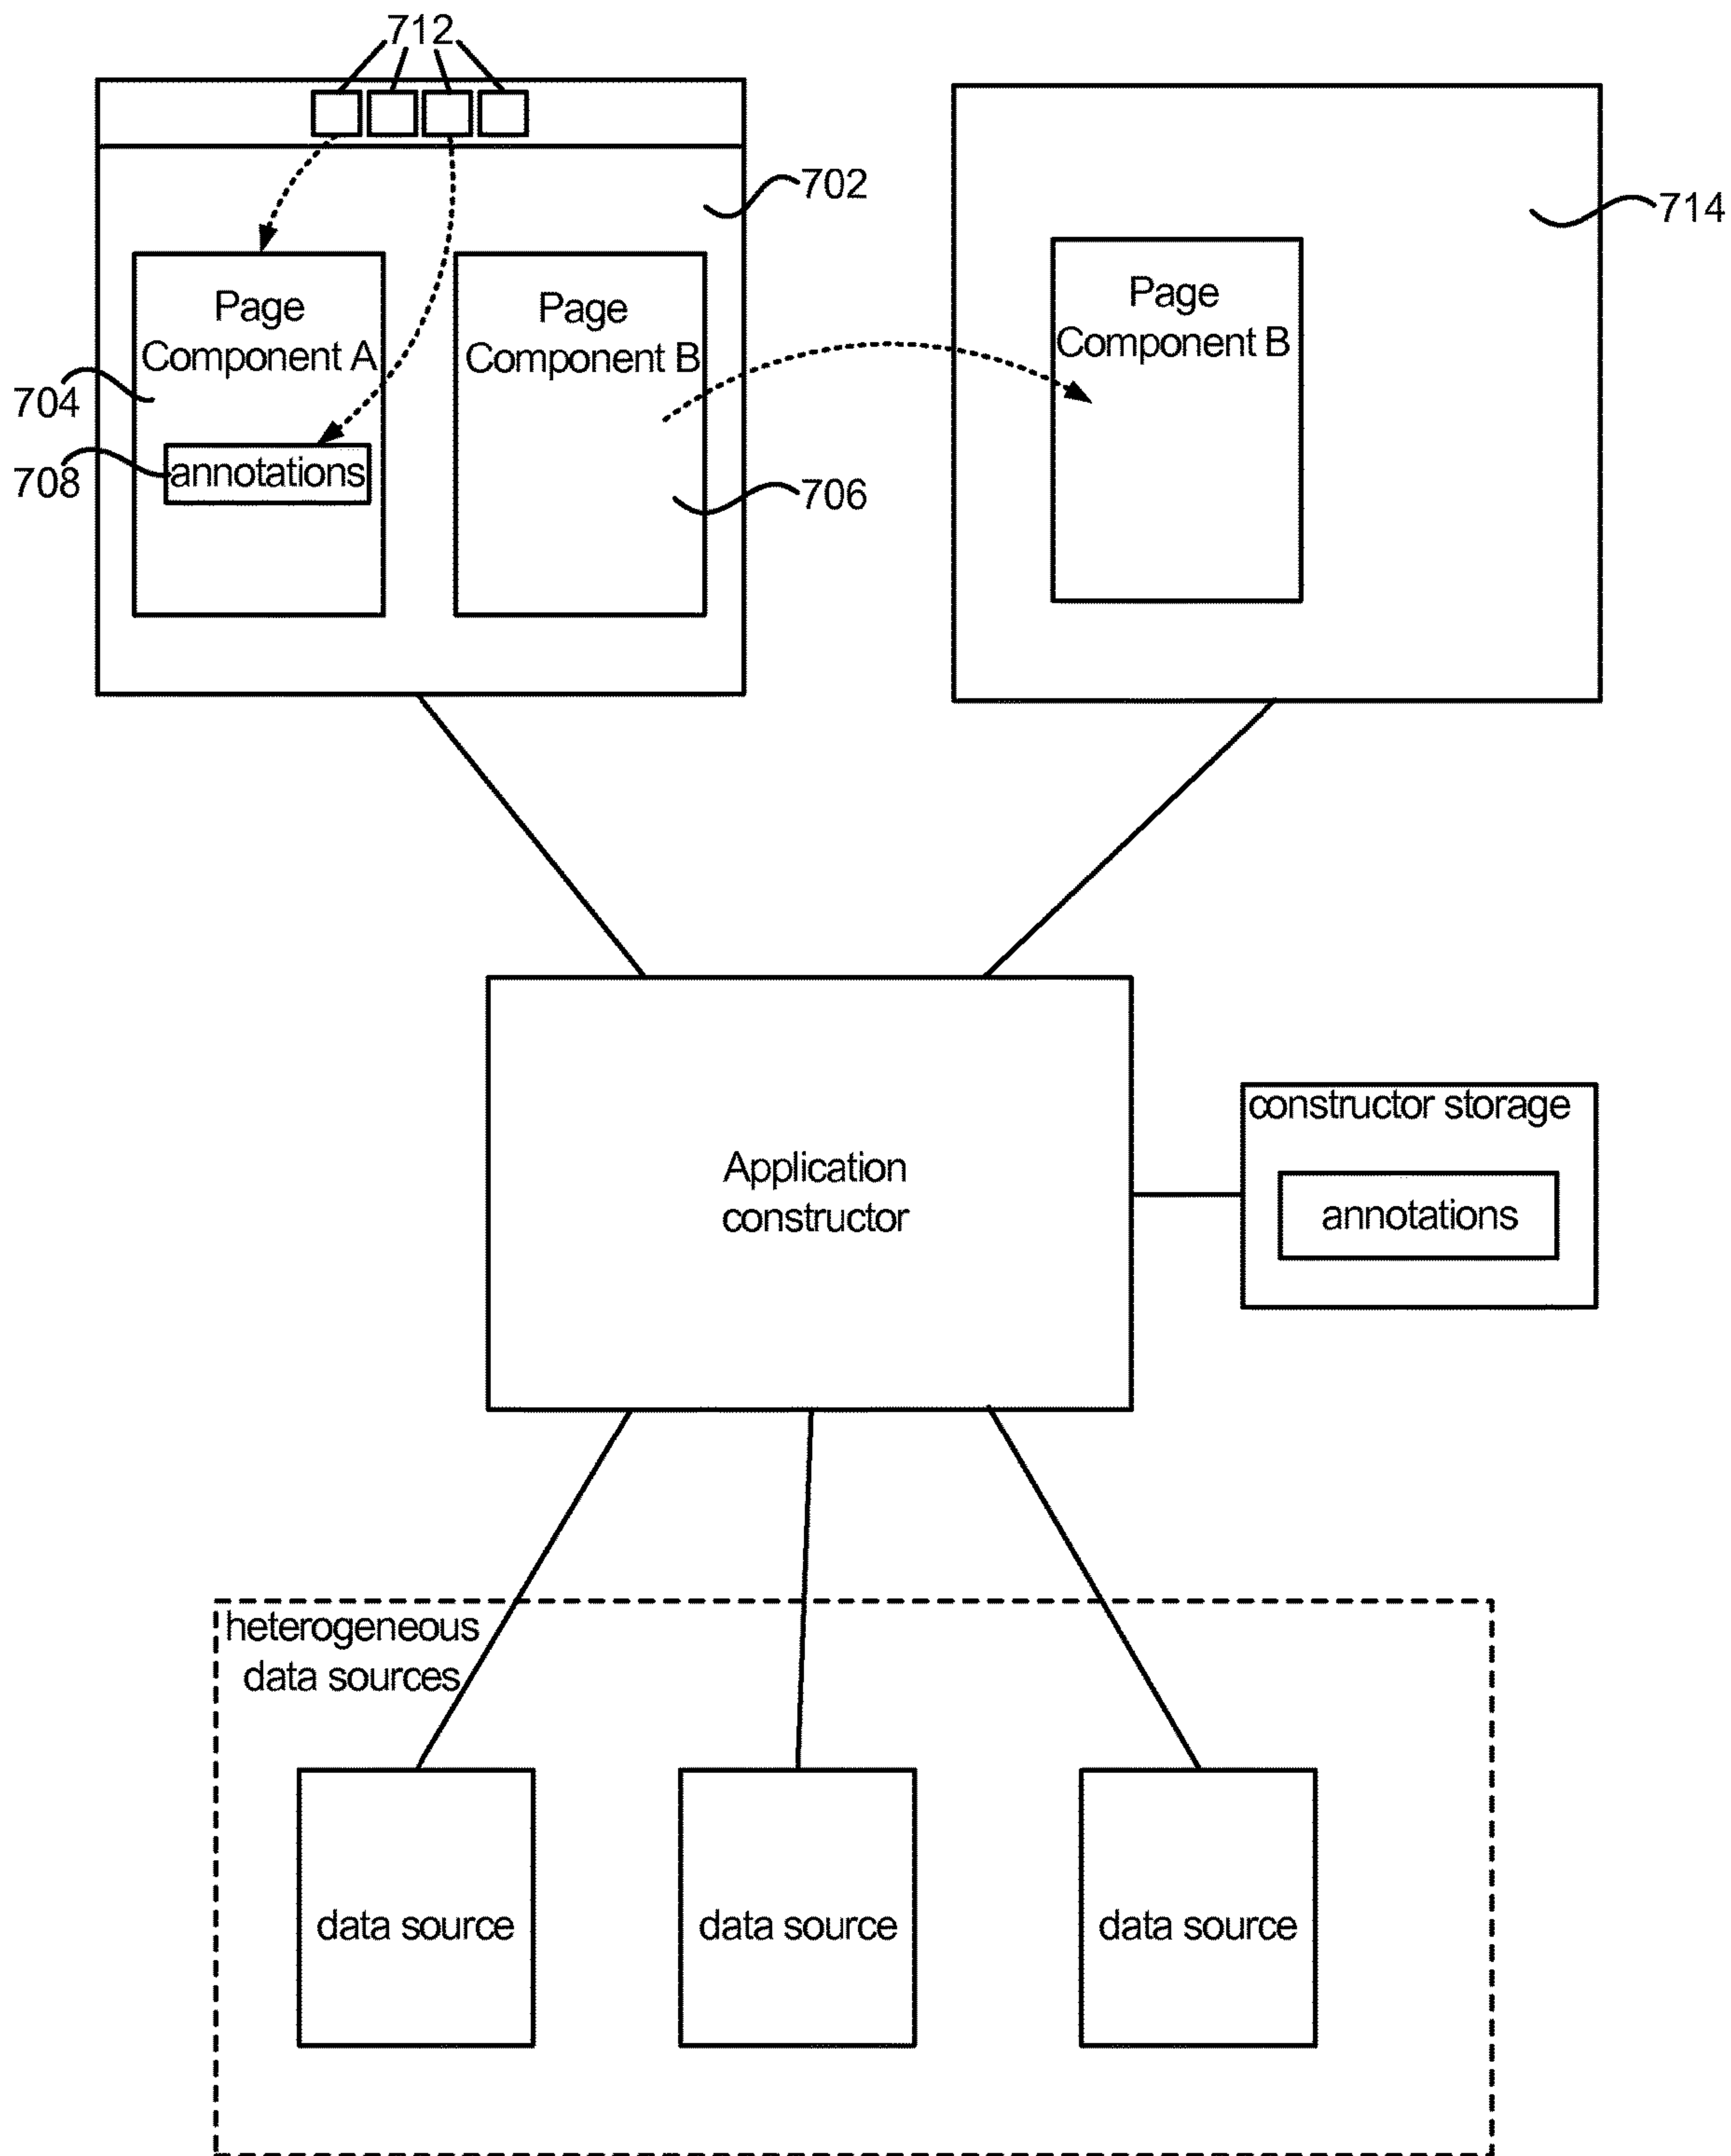 712
702
714
Page
Component A
Page
Component B
Page
Component B
704
annotations
708
706
constructor storage
Application
constructor
annotations
heterogeneous
data sources
data source
data source
data source